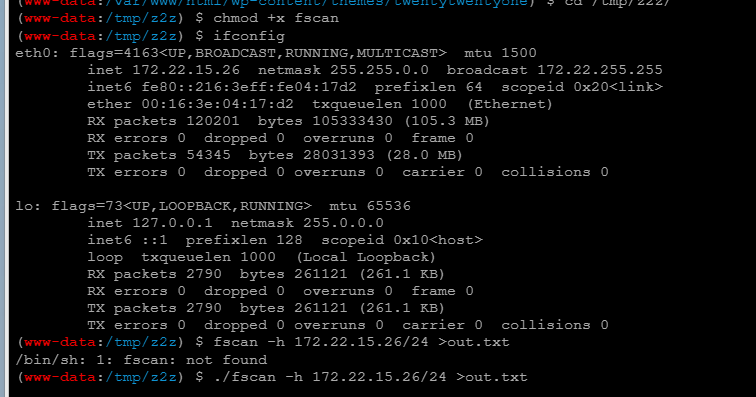 (www-data:/var/www/html/wp-content/themes/twentytwentyone) $ cd /tmp/z2z/
(www-data:/tmp/z2z) $ chmod +x fscan
(www-data:/tmp/z2z) $ ifconfig
eth0: flags=4163<UP,BROADCAST,RUNNING,MULTICAST>  mtu 1500
        inet 172.22.15.26  netmask 255.255.0.0  broadcast 172.22.255.255
        inet6 fe80::216:3eff:fe04:17d2  prefixlen 64  scopeid 0x20<link>
        ether 00:16:3e:04:17:d2  txqueuelen 1000  (Ethernet)
        RX packets 120201  bytes 105333430 (105.3 MB)
        RX errors 0  dropped 0  overruns 0  frame 0
        TX packets 54345  bytes 28031393 (28.0 MB)
        TX errors 0  dropped 0 overruns 0  carrier 0  collisions 0

lo: flags=73<UP,LOOPBACK,RUNNING>  mtu 65536
        inet 127.0.0.1  netmask 255.0.0.0
        inet6 ::1  prefixlen 128  scopeid 0x10<host>
        loop  txqueuelen 1000  (Local Loopback)
        RX packets 2790  bytes 261121 (261.1 KB)
        RX errors 0  dropped 0  overruns 0  frame 0
        TX packets 2790  bytes 261121 (261.1 KB)
        TX errors 0  dropped 0 overruns 0  carrier 0  collisions 0
(www-data:/tmp/z2z) $ fscan -h 172.22.15.26/24 >out.txt
/bin/sh: 1: fscan: not found
(www-data:/tmp/z2z) $ ./fscan -h 172.22.15.26/24 >out.txt